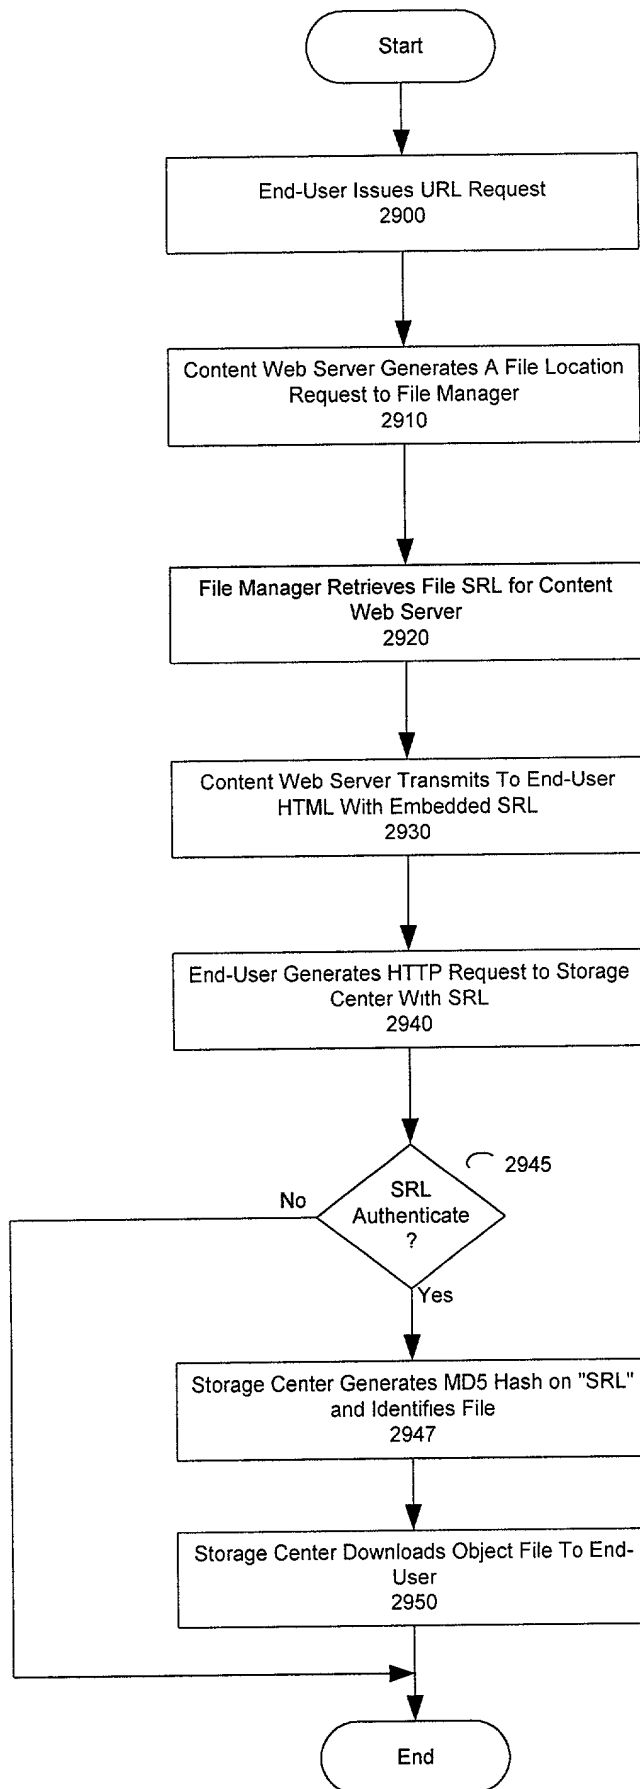 Start
End-User Issues URL Request
2900
Content Web Server Generates A File Location
Request to File Manager
2910
File Manager Retrieves File SRL for Content
Web Server
2920
Content Web Server Transmits To End-User
HTML With Embedded SRL
2930
End-User Generates HTTP Request to Storage
Center With SRL
2940
2945
SRL
Authenticate
?
No
Yes
Storage Center Generates MD5 Hash on "SRL"
and Identifies File
2947
Storage Center Downloads Object File To End-
User
2950
End